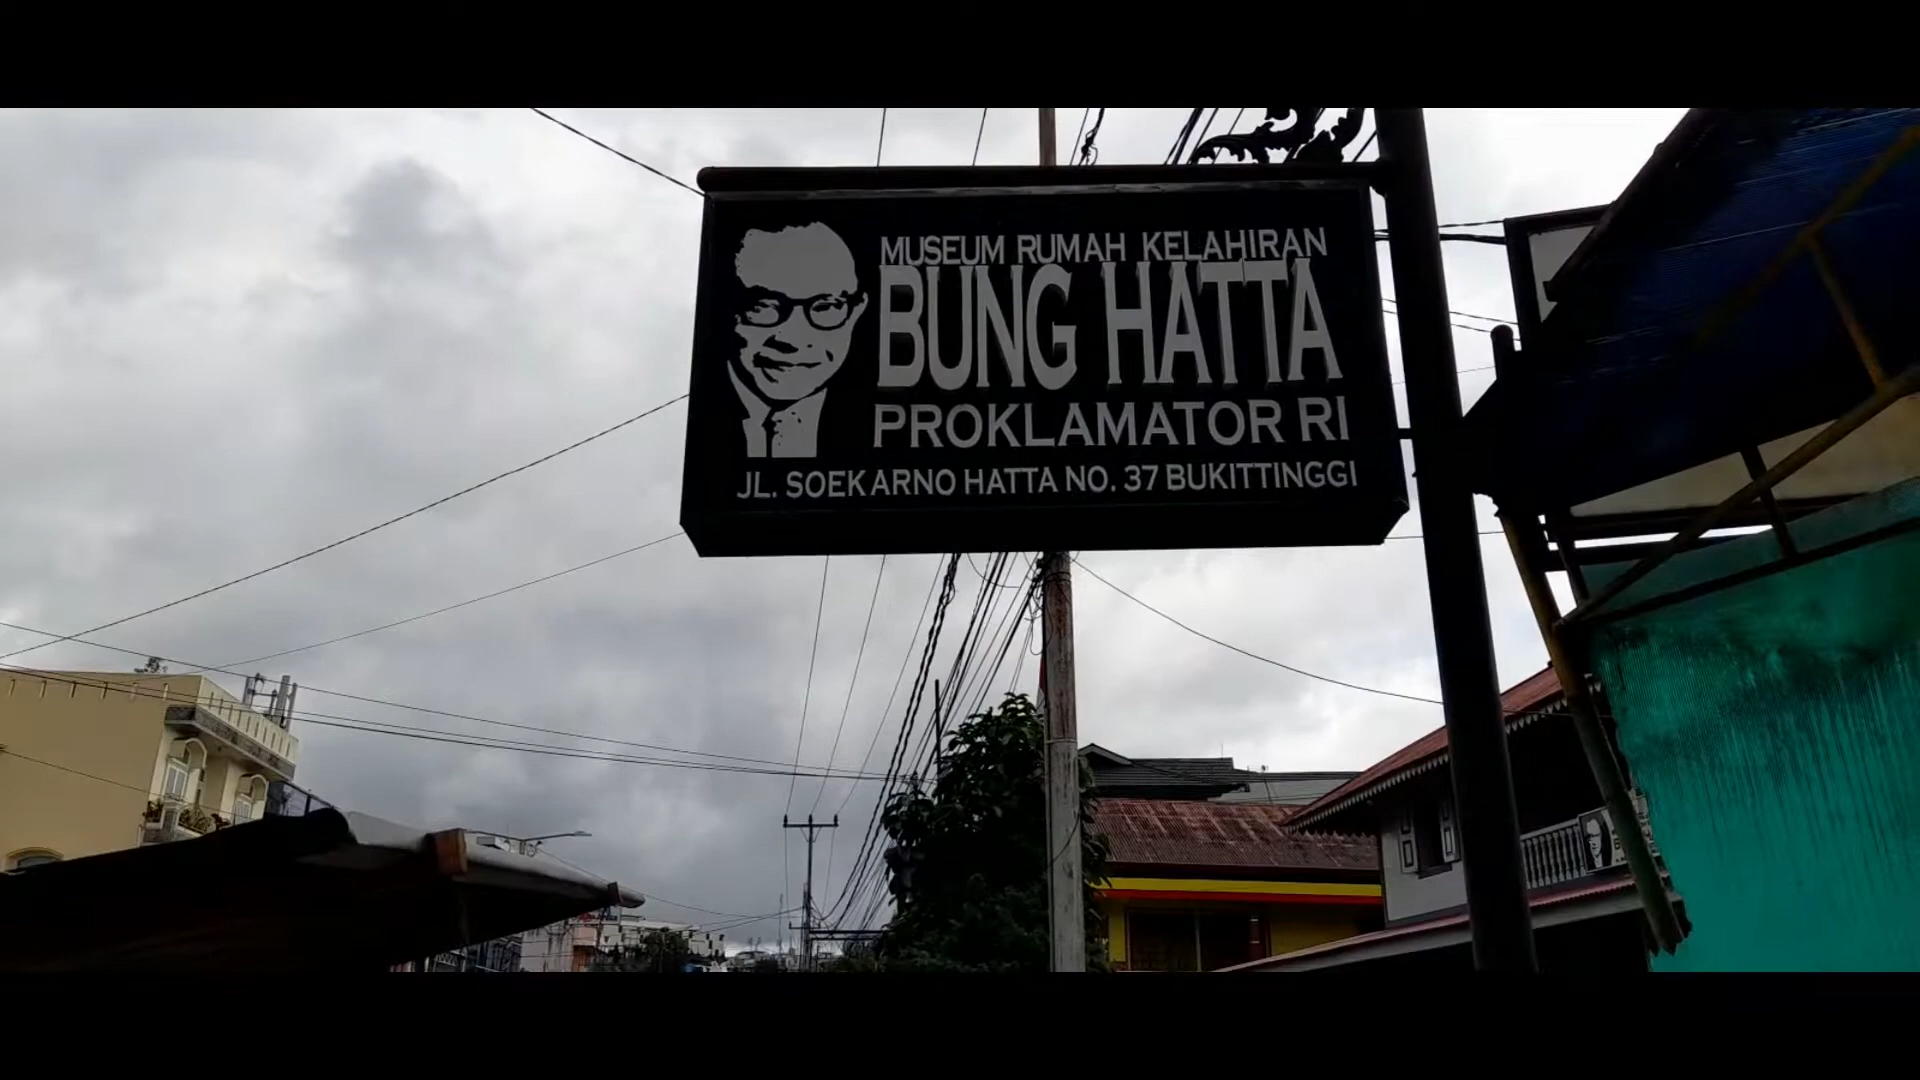 MUSEUM RUMAH KELAHIRAN
BUNG HATTA
PROKLAMATOR RI
JL. SOEKARNO HATTA NO. 37 BUKITTINGGI